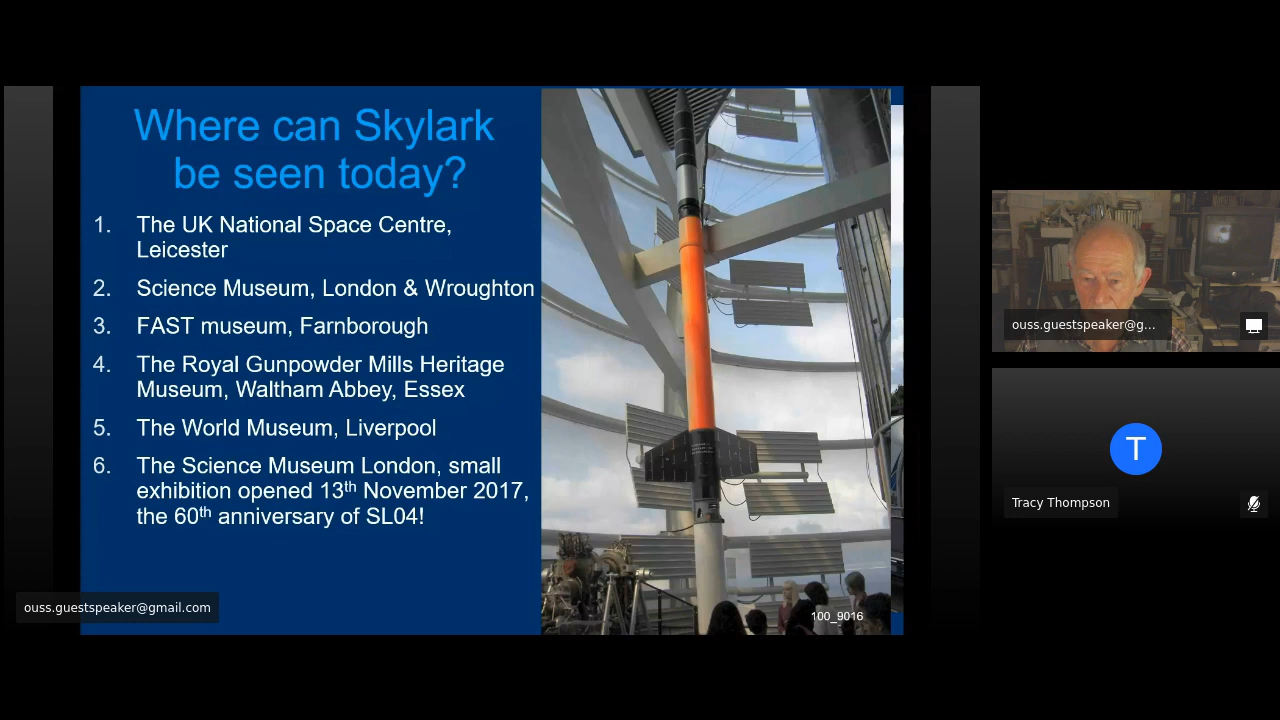 Where can Skylark
be seen today?
1. The UK National Space Centre,
Leicester
2. Science Museum, London & Wroughton
3. FAST museum, Farnborough
4. The Royal Gunpowder Mills Heritage
Museum, Waltham Abbey, Essex
5. The World Museum, Liverpool
6. The Science Museum London, small
exhibition opened 13th November 2017,
the 60th anniversary of SL04!
100_9016
ouss.guestspeaker@gmail.com
ouss.guestspeaker@g...
T
Tracy Thompson